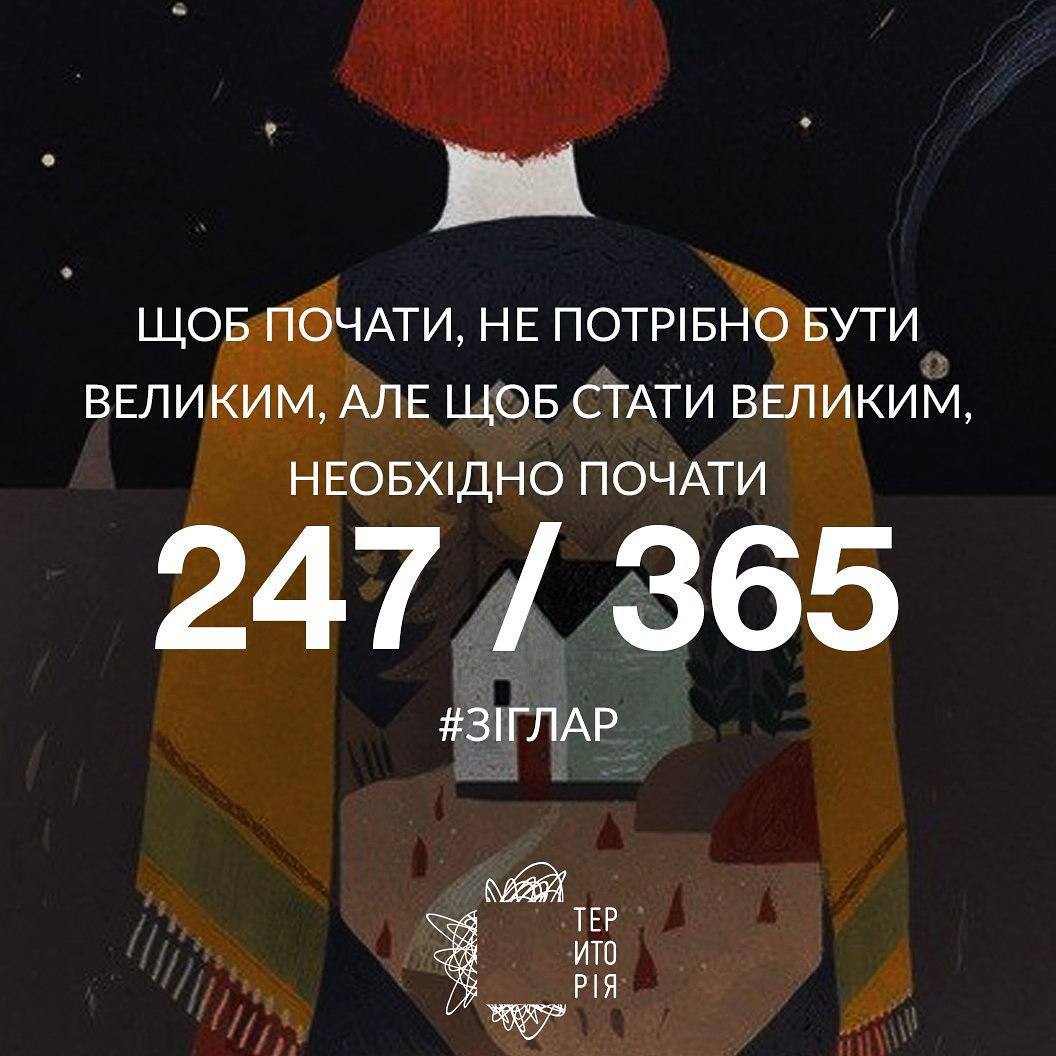 ЩОБ ПОЧАТИ, НЕ ПОТРІБНО БУТИ
ВЕЛИКИМ, АЛЕ ЩОБ СТАТИ ВЕЛИКИМ,
НЕОБХІДНО ПОЧАТИ
247 / 365
#ЗІГЛАР
ТЕР
ИТО
РІЯ